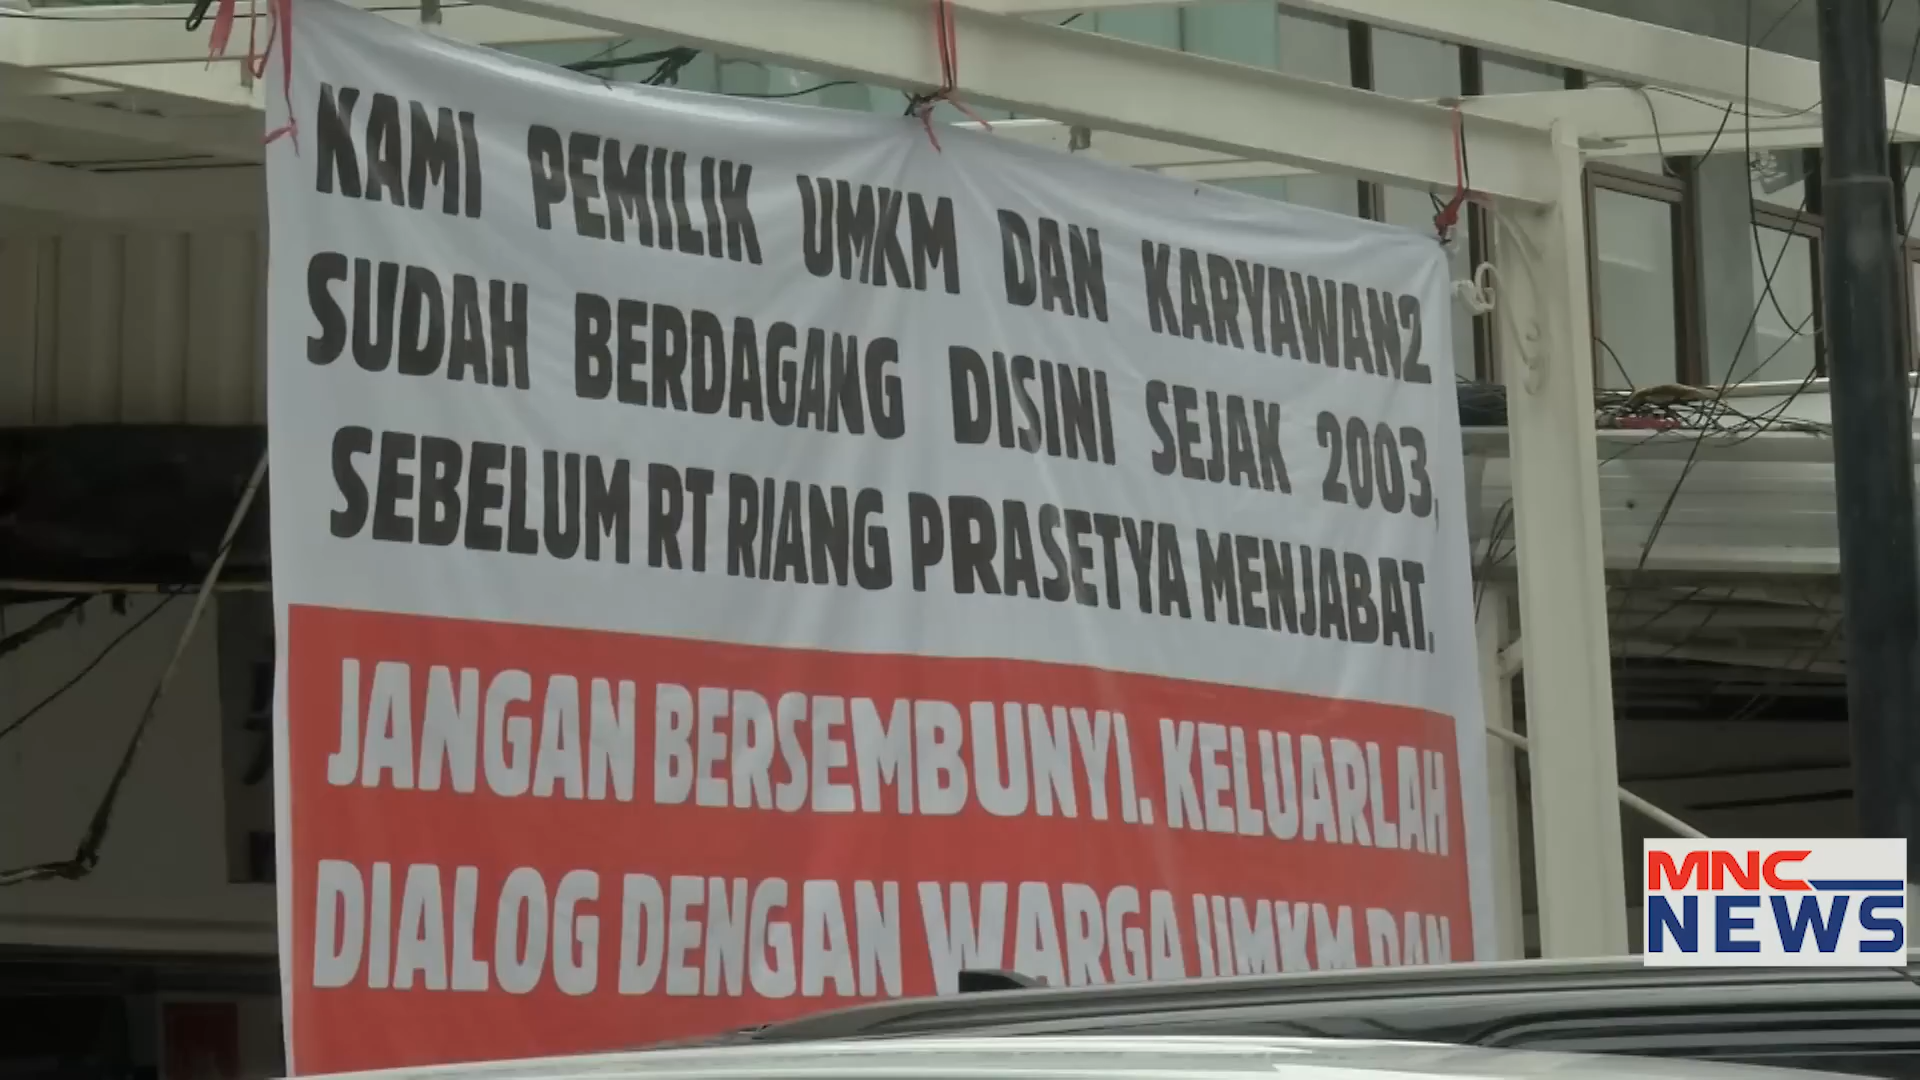 KAMI PEMILIK UMKM DAN KARYAWAN2
SUDAH BERDAGANG DISINI SEJAK 2003,
SEBELUM RT RIANG PRASETYA MENJABAT.
JANGAN BERSEMBUNYI. KELUARLAH
DIALOG DENGAN WARGA UMKM DAN
MNC
NEWS